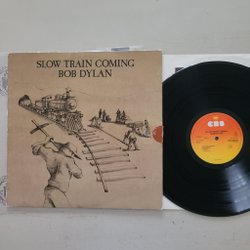 SLOW TRAIN COMING
BOB DYLAN
CBS